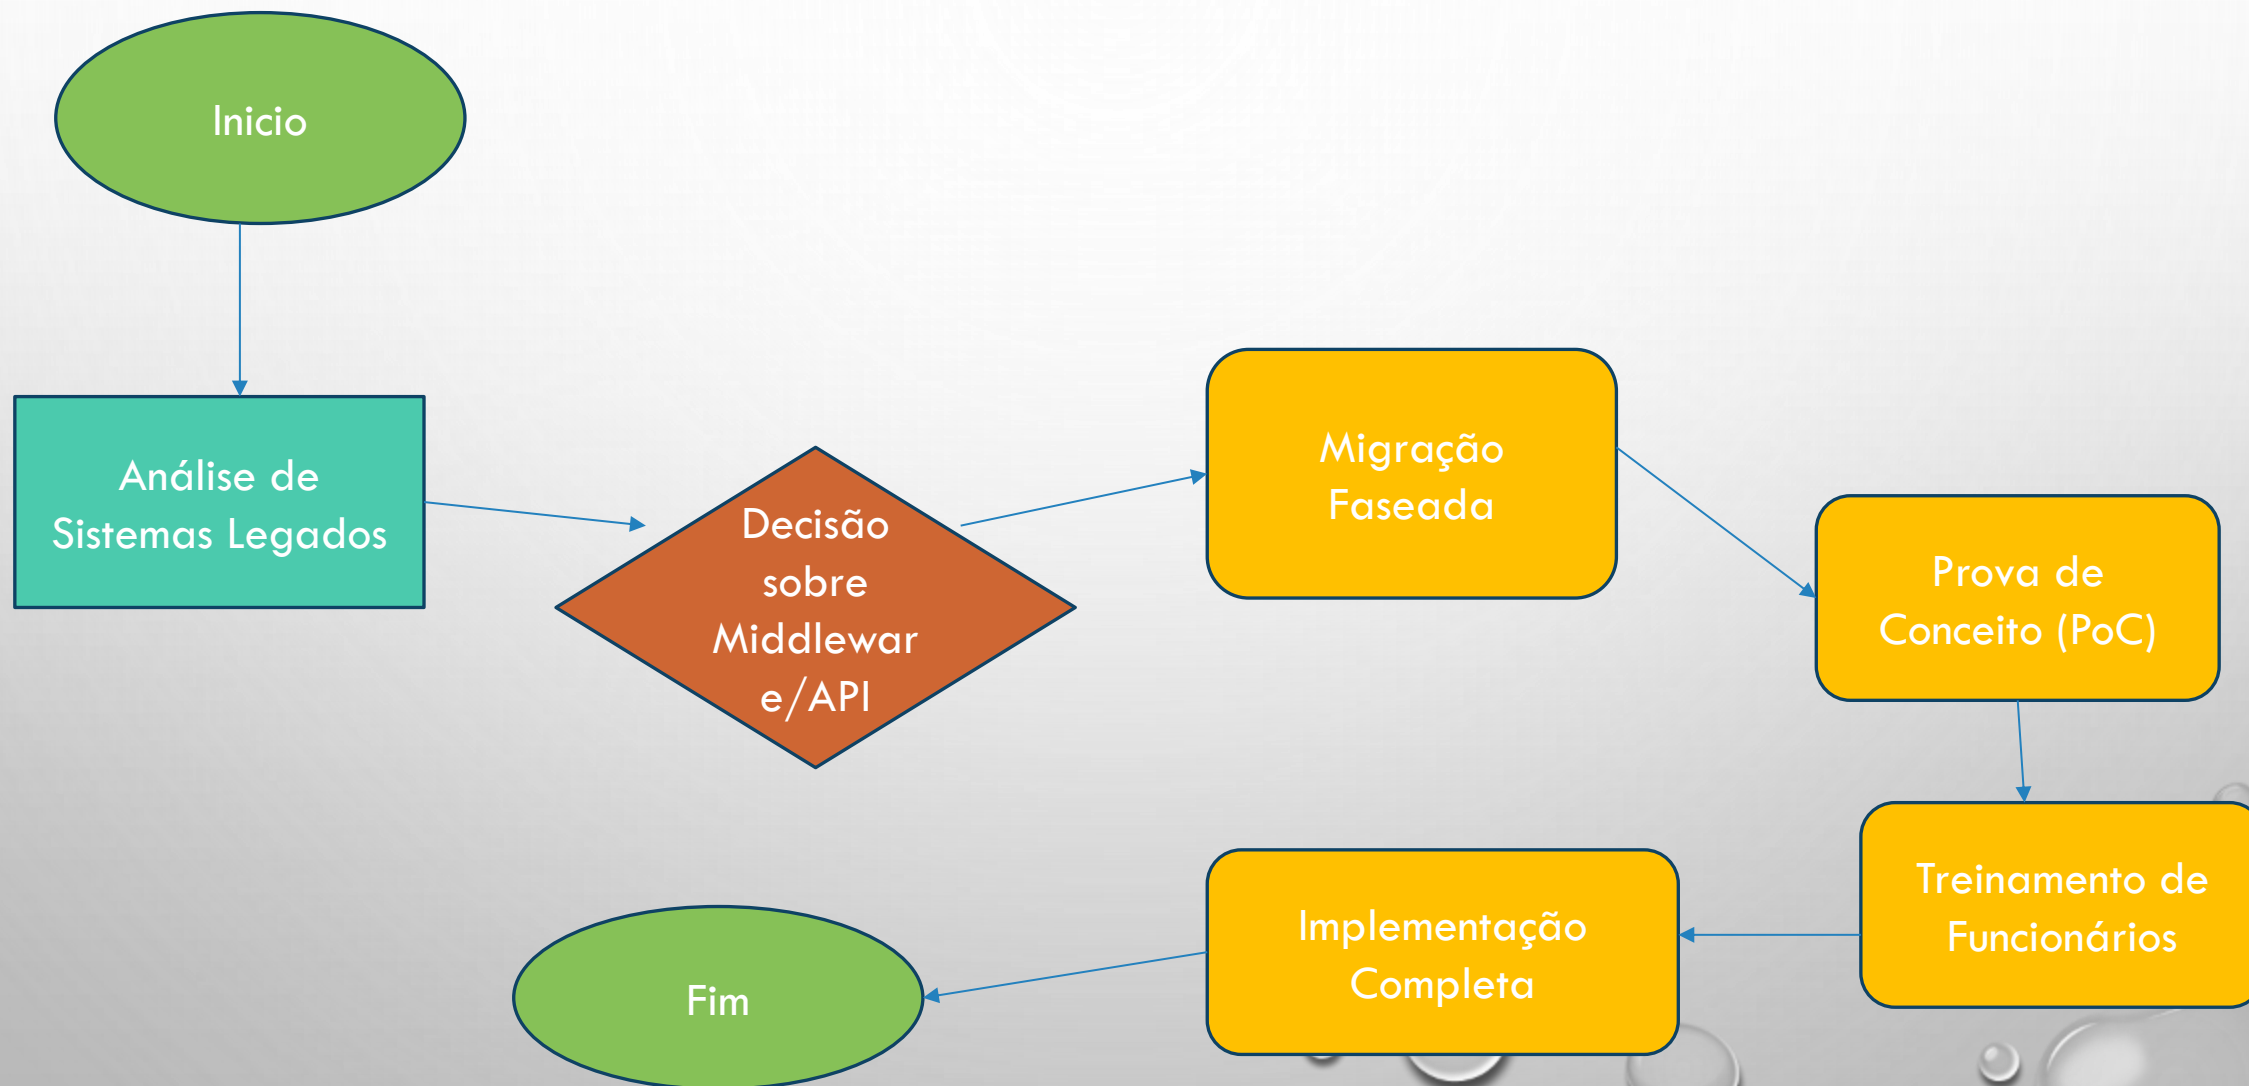 Inicio
Análise de
Sistemas Legados
Decisão
sobre
Middlewar
e/API
Migração
Faseada
Prova de
Conceito (PoC)
Treinamento de
Funcionários
Implementação
Completa
Fim